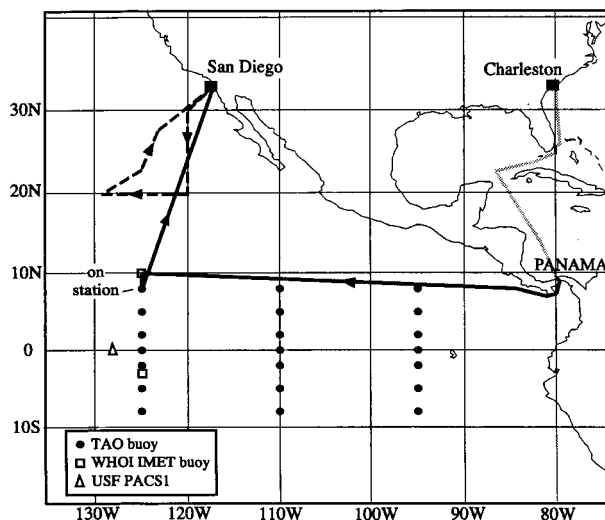 San Diego
Charleston
30N
20N
10N
on
station
PANAMA
0
10S
TAO buoy
WHOI IMET buoy
USF PACS1
130W
120W
110W
100W
90W
80W